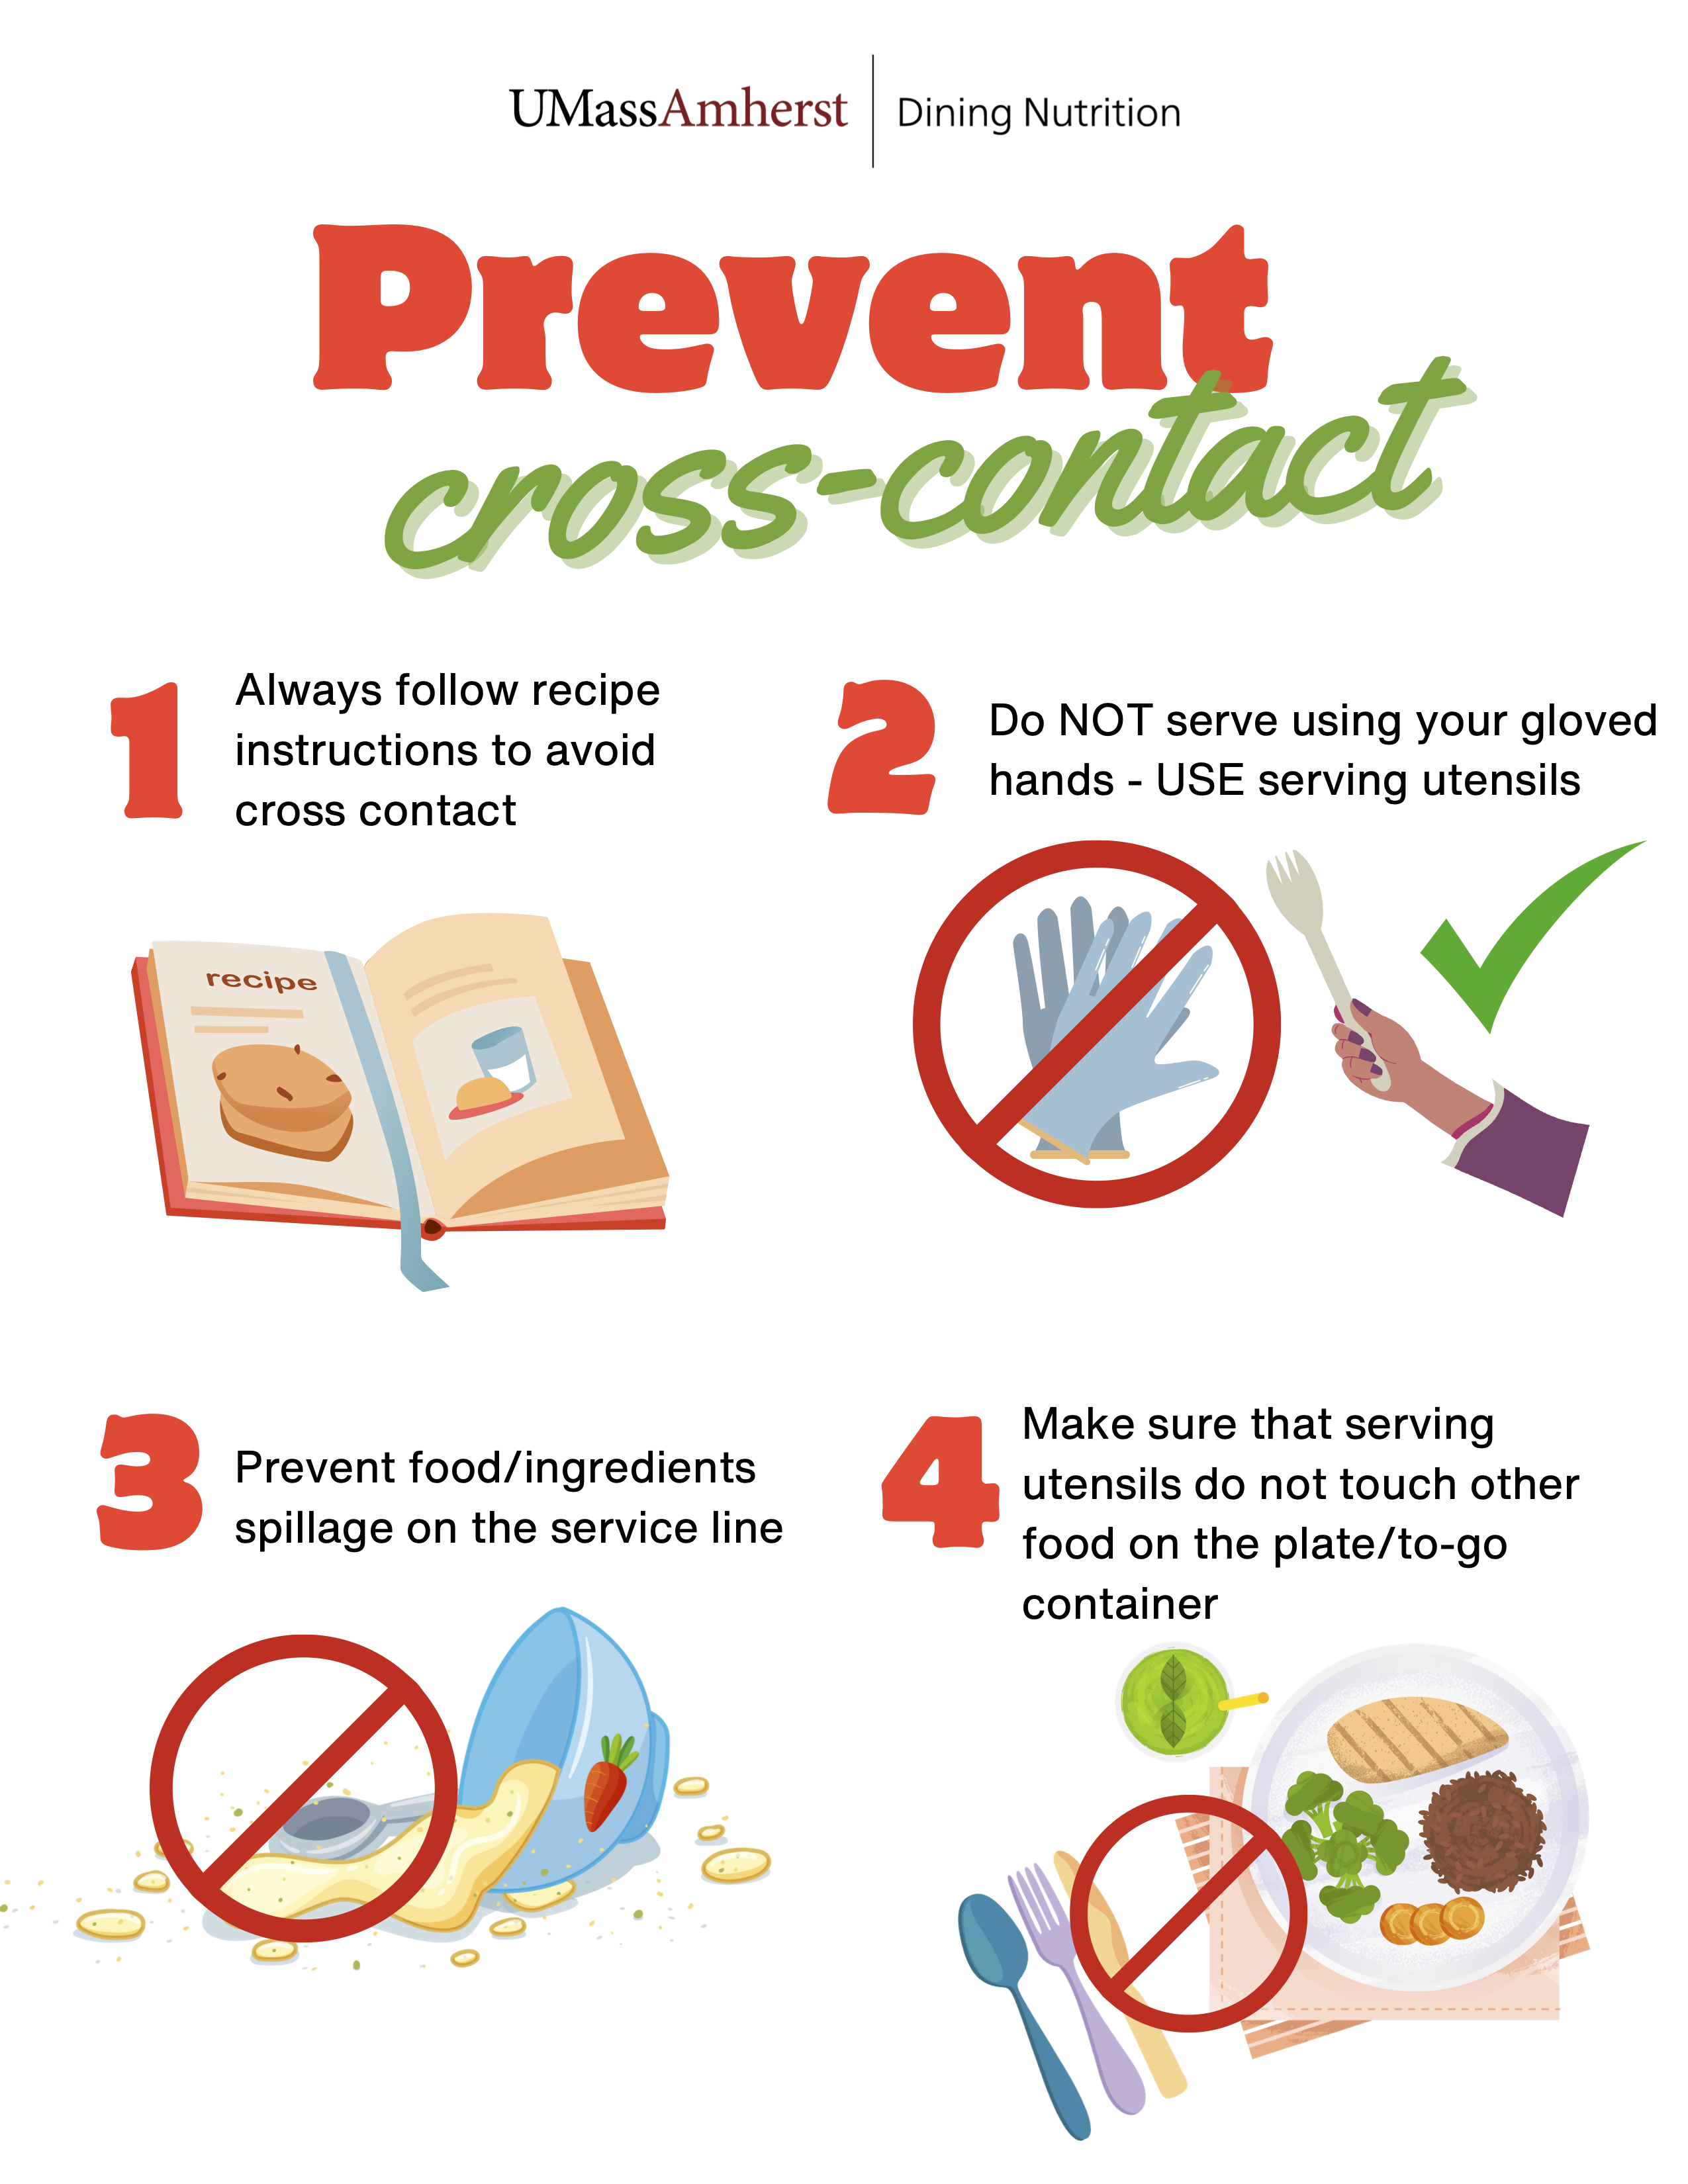 UMassAmherst | Dining Nutrition
Prevent
cross-contact
1
Always follow recipe
instructions to avoid
cross contact
2
Do NOT serve using your gloved
hands - USE serving utensils
recipe
3
Prevent food/ingredients
spillage on the service line
4
Make sure that serving
utensils do not touch other
food on the plate/to-go
container